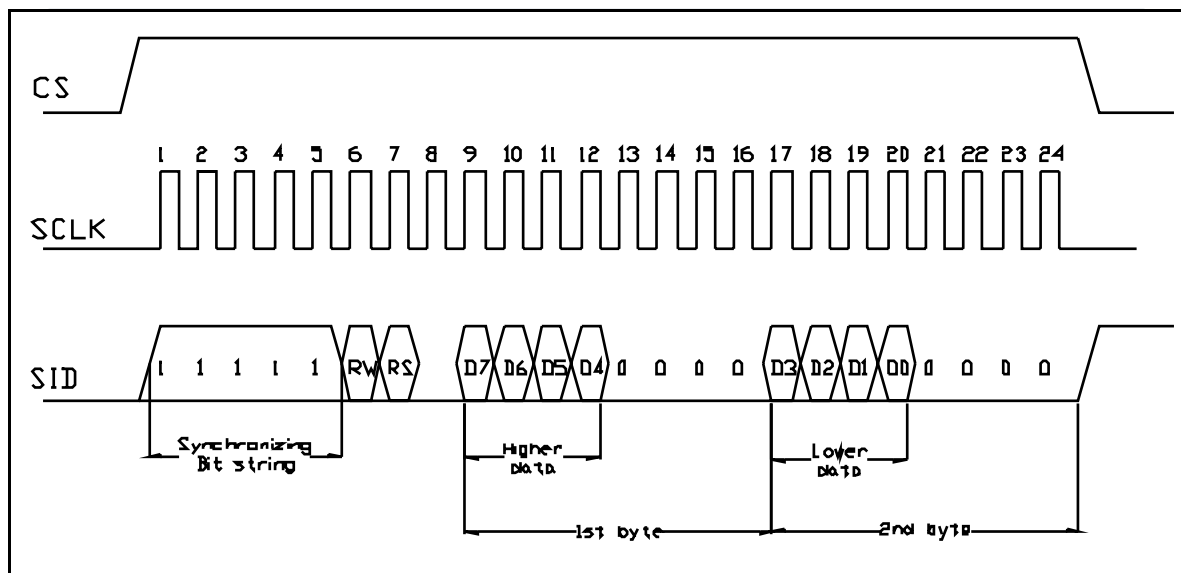 CS
1 2 3 4 5 6 7 8 9 10 11 12 13 14 15 16 17 18 19 20 21 22 23 24
SCLK
SID
1 1 1 1 1 RW RS D7 D6 D5 D4 0 0 0 0 D3 D2 D1 D0 0 0 0 0
Synchronizing
Bit string
Higher
data
Lower
data
1st byte
2nd byte